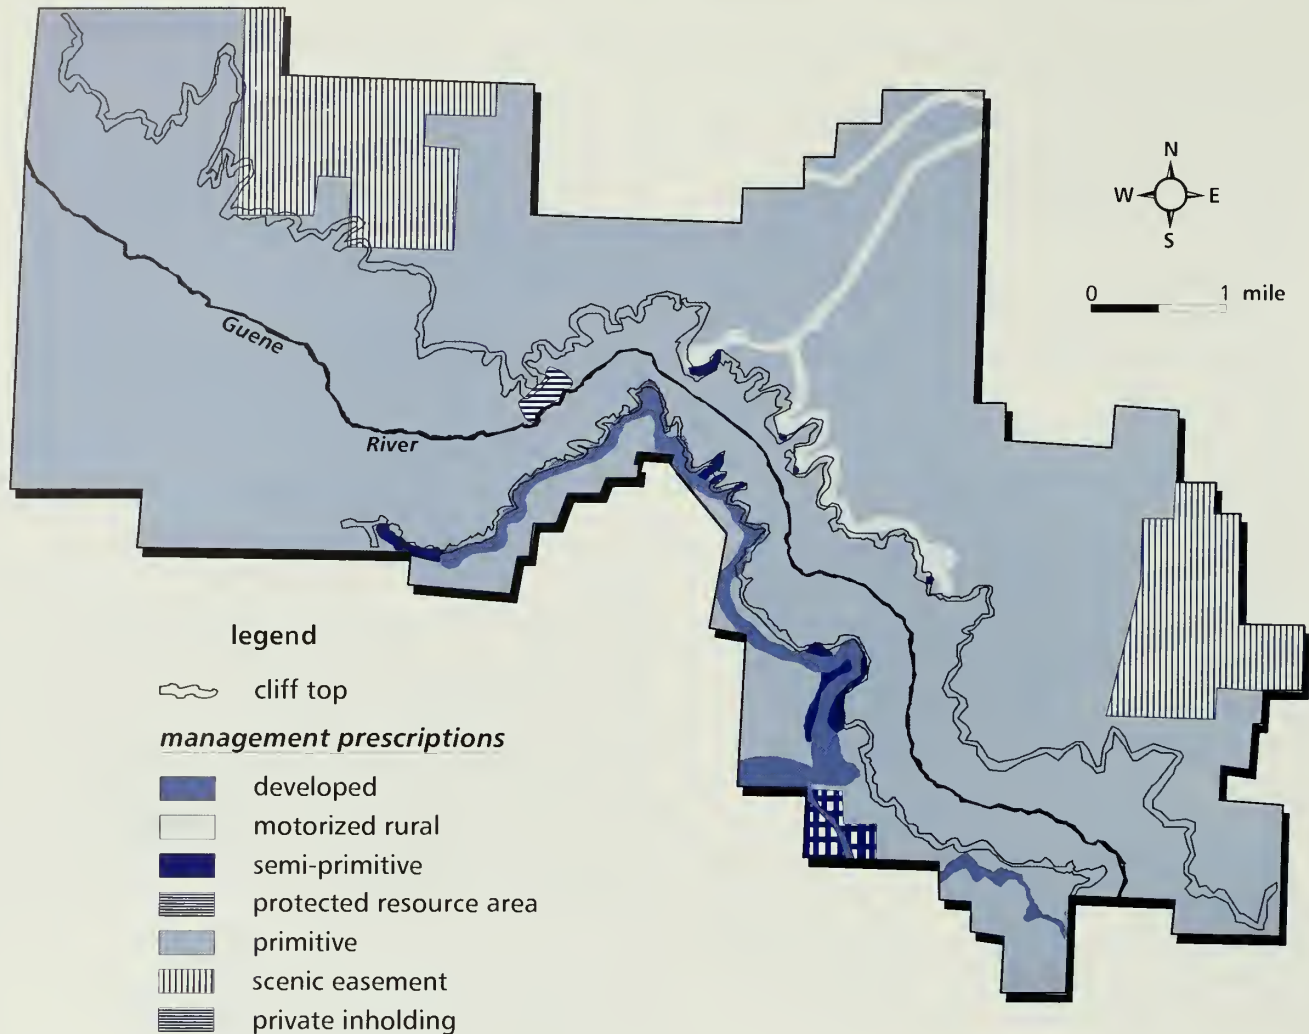 N
W E
S
0 1 mile
Guene
River
legend
cliff top
management prescriptions
developed
motorized rural
semi-primitive
protected resource area
primitive
scenic easement
private inholding